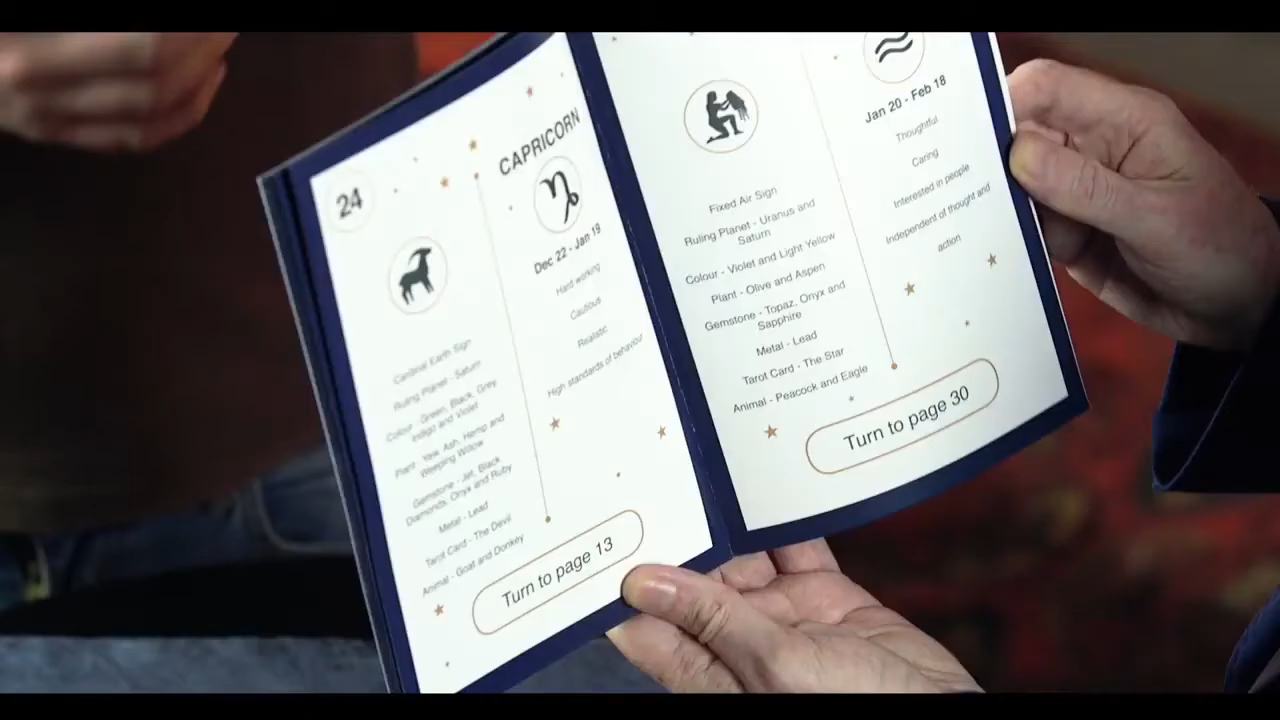 24
CAPRICORN
Dec 22 - Jan 19
Hard working
Cautious
Realistic
High standards of behaviour
Cardinal Earth Sign
Ruling Planet - Saturn
Colour - Green, Black, Grey
Indigo and Violet
Plant - Yew, Ash, Hemp and
Weeping Willow
Gemstone - Jet, Black
Diamonds, Onyx and Ruby
Metal - Lead
Tarot Card - The Devil
Animal - Goat and Donkey
Turn to page 13
Jan 20 - Feb 18
Thoughtful
Caring
Interested in people
Independent of thought and
action
Fixed Air Sign
Ruling Planet - Uranus and
Saturn
Colour - Violet and Light Yellow
Plant - Olive and Aspen
Gemstone - Topaz, Onyx and
Sapphire
Metal - Lead
Tarot Card - The Star
Animal - Peacock and Eagle
Turn to page 30